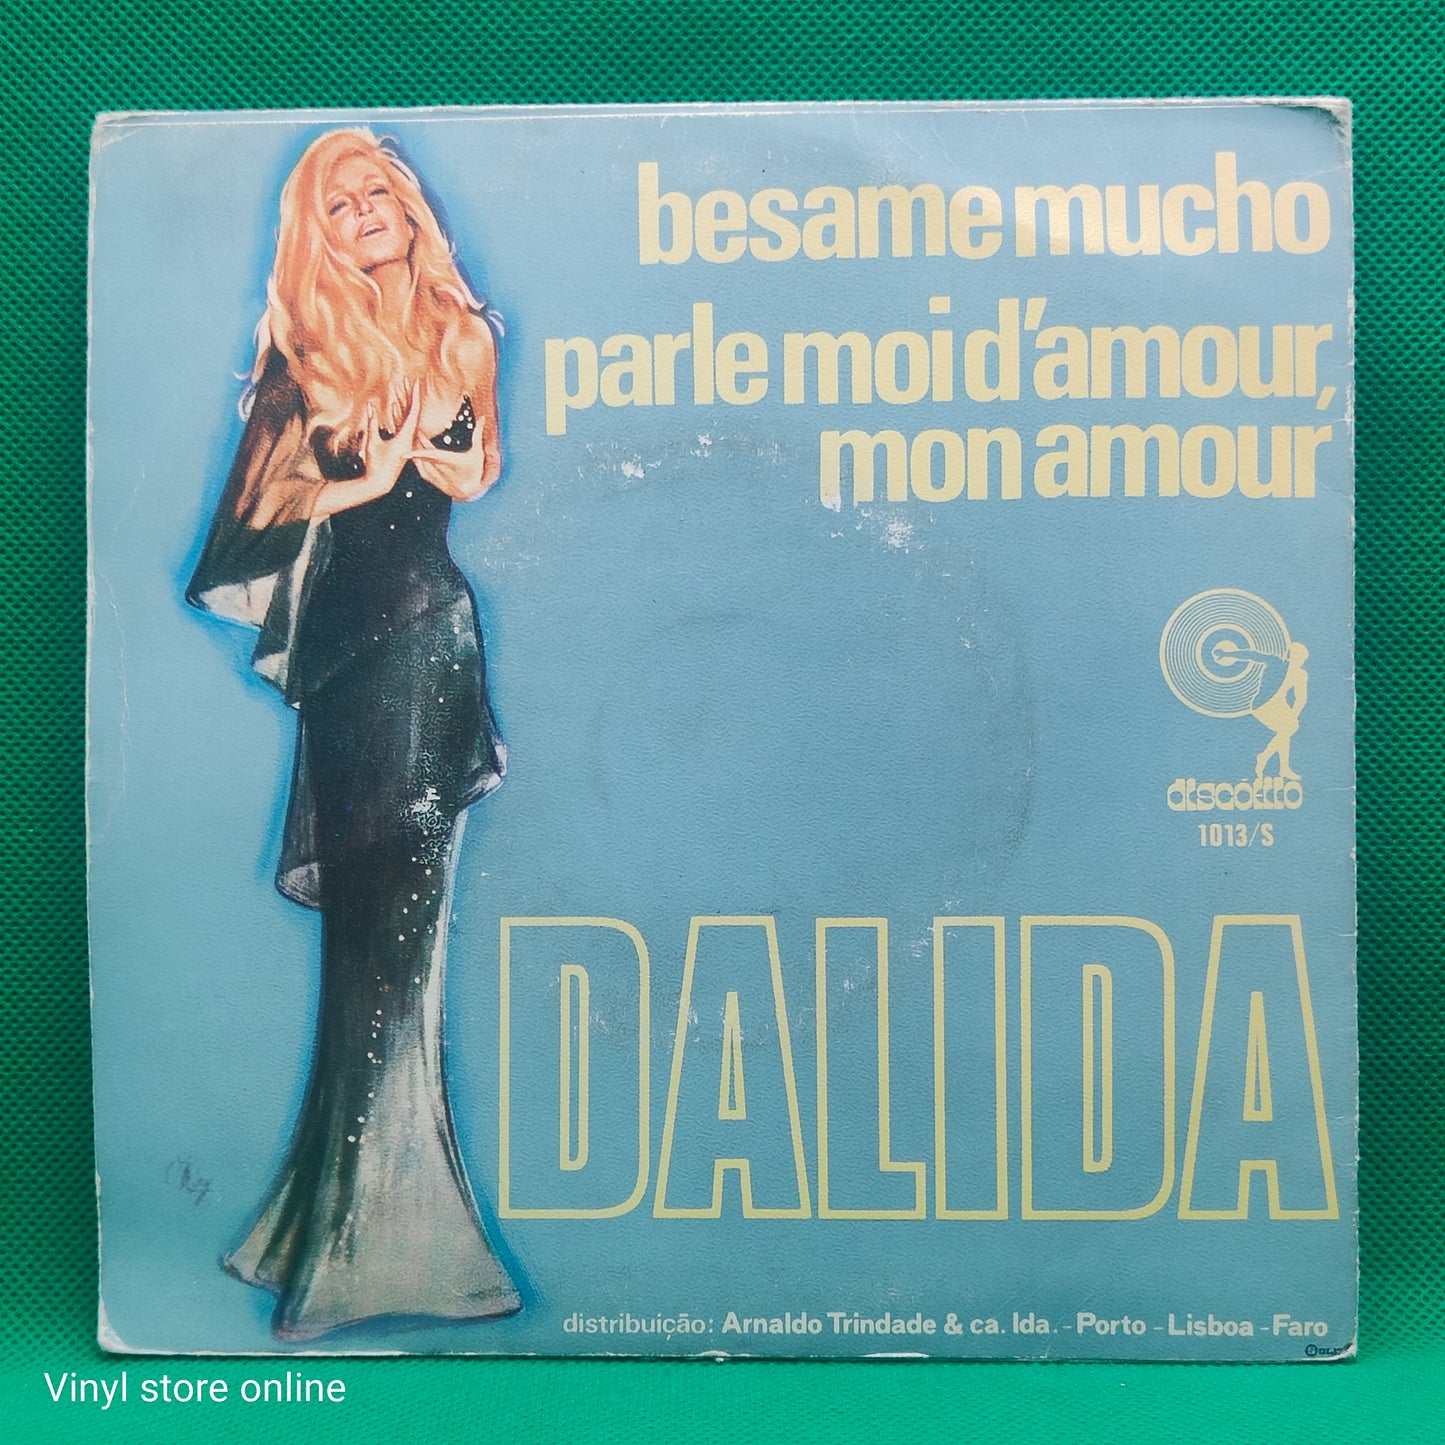 besame mucho
parle moi d'amour,
mon amour
discófilo
1013/S
DALIDA
distribuição: Arnaldo Trindade & ca. lda. - Porto - Lisboa - Faro
Vinyl store online